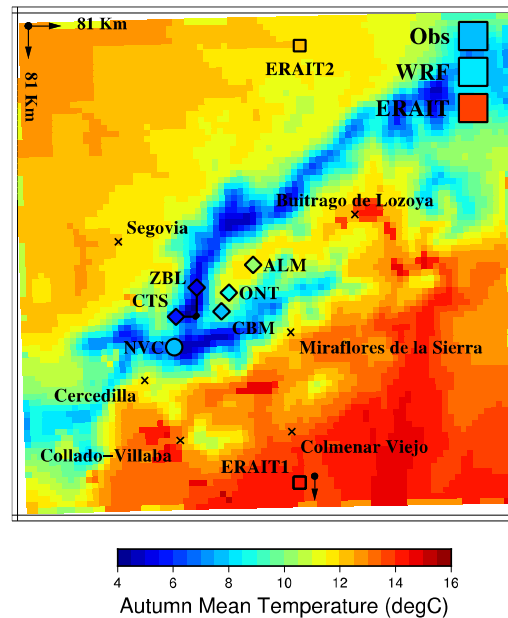 81 Km
81 Km
Obs
WRF
ERAIT
ERAIT2
Buitrago de Lozoya
Segovia
ALM
ZBL
ONT
CTS
CBM
NVC
Miraflores de la Sierra
Cercedilla
Collado−Villaba
Colmenar Viejo
ERAIT1
4 6 8 10 12 14 16
Autumn Mean Temperature (degC)